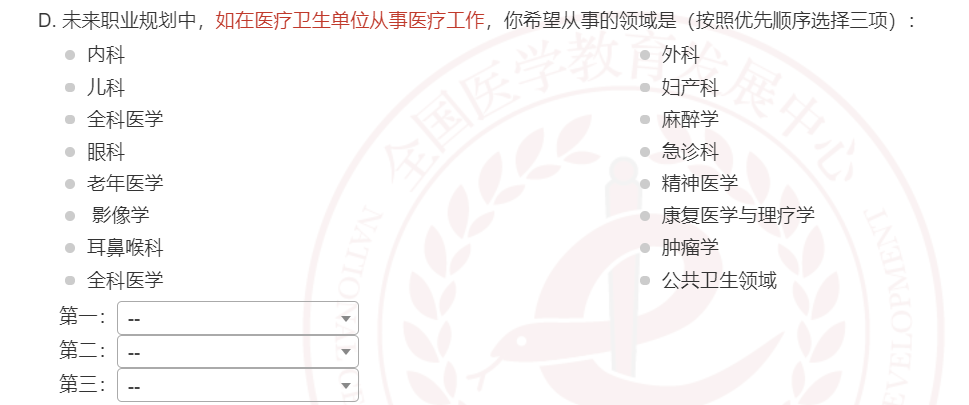 D. 未来职业规划中，如在医疗卫生单位从事医疗工作，你希望从事的领域是（按照优先顺序选择三项）：
内科 外科
儿科 妇产科
全科医学 麻醉学
眼科 急诊科
老年医学 精神医学
影像学 康复医学与理疗学
耳鼻喉科 肿瘤学
全科医学 公共卫生领域
第一： --
第二： --
第三： --
全国医学教育发展中心
NATIONAL
DEVELOPMENT